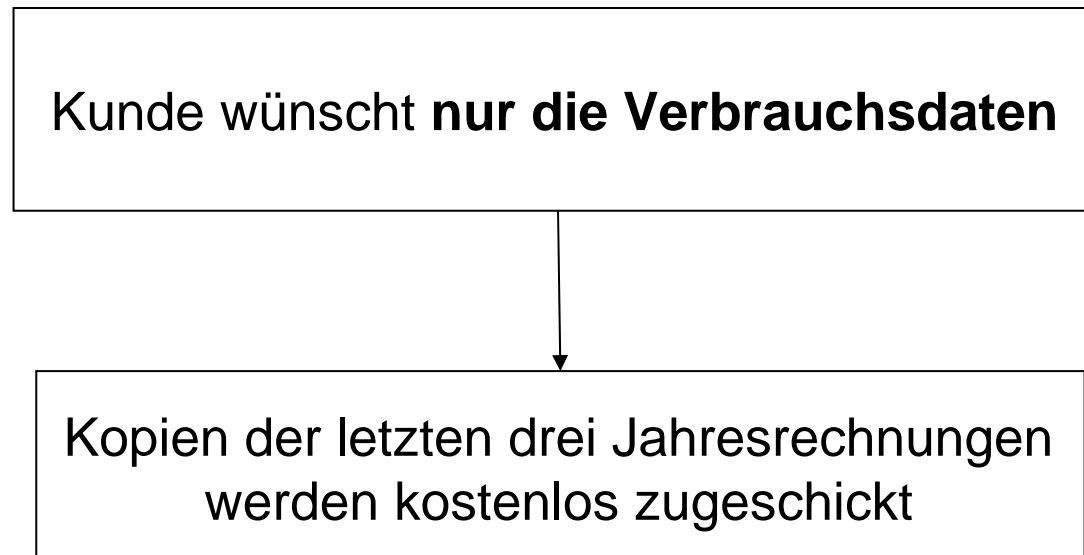 Kunde wünscht nur die Verbrauchsdaten
Kopien der letzten drei Jahresrechnungen
werden kostenlos zugeschickt